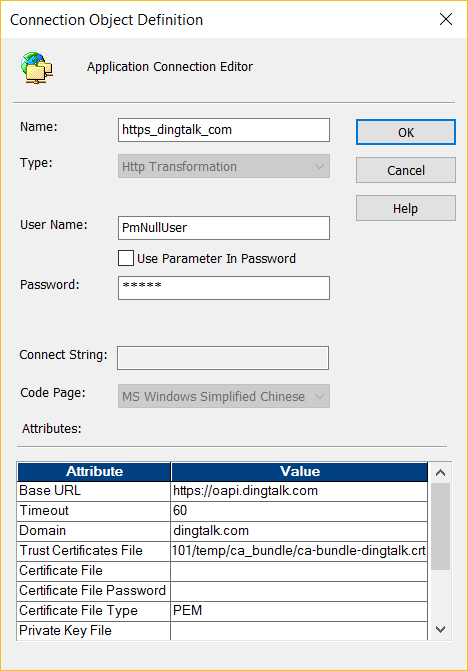 Connection Object Definition
Application Connection Editor
Name: https_dingtalk_com OK
Type: Http Transformation Cancel
Help
User Name: PmNullUser
Use Parameter In Password
Password: *****
Connect String:
Code Page: MS Windows Simplified Chinese
Attributes:
Attribute Value
Base URL https://oapi.dingtalk.com
Timeout 60
Domain dingtalk.com
Trust Certificates File 101/temp/ca_bundle/ca-bundle-dingtalk.crt
Certificate File
Certificate File Password
Certificate File Type PEM
Private Key File